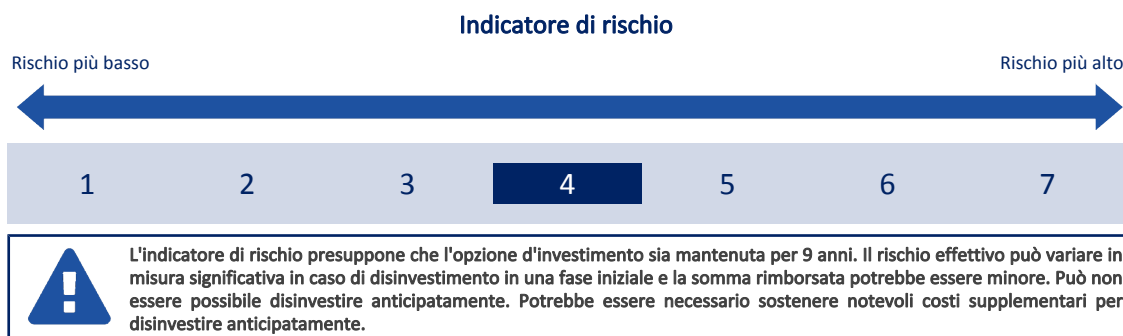 Indicatore di rischio
Rischio più basso
Rischio più alto
1 2 3 4 5 6 7
L'indicatore di rischio presuppone che l'opzione d'investimento sia mantenuta per 9 anni. Il rischio effettivo può variare in
misura significativa in caso di disinvestimento in una fase iniziale e la somma rimborsata potrebbe essere minore. Può non
essere possibile disinvestire anticipatamente. Potrebbe essere necessario sostenere notevoli costi supplementari per
disinvestire anticipatamente.